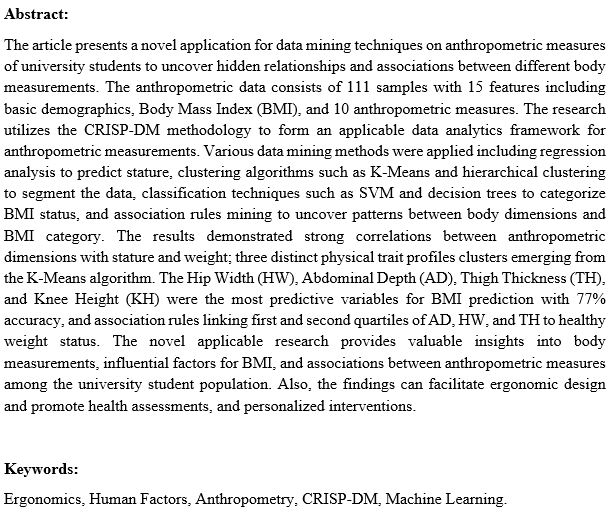 Abstract:
The article presents a novel application for data mining techniques on anthropometric measures
of university students to uncover hidden relationships and associations between different body
measurements. The anthropometric data consists of 111 samples with 15 features including
basic demographics, Body Mass Index (BMI), and 10 anthropometric measures. The research
utilizes the CRISP-DM methodology to form an applicable data analytics framework for
anthropometric measurements. Various data mining methods were applied including regression
analysis to predict stature, clustering algorithms such as K-Means and hierarchical clustering
to segment the data, classification techniques such as SVM and decision trees to categorize
BMI status, and association rules mining to uncover patterns between body dimensions and
BMI category. The results demonstrated strong correlations between anthropometric
dimensions with stature and weight; three distinct physical trait profiles clusters emerging from
the K-Means algorithm. The Hip Width (HW), Abdominal Depth (AD), Thigh Thickness (TH),
and Knee Height (KH) were the most predictive variables for BMI prediction with 77%
accuracy, and association rules linking first and second quartiles of AD, HW, and TH to healthy
weight status. The novel applicable research provides valuable insights into body
measurements, influential factors for BMI, and associations between anthropometric measures
among the university student population. Also, the findings can facilitate ergonomic design
and promote health assessments, and personalized interventions.
Keywords:
Ergonomics, Human Factors, Anthropometry, CRISP-DM, Machine Learning.